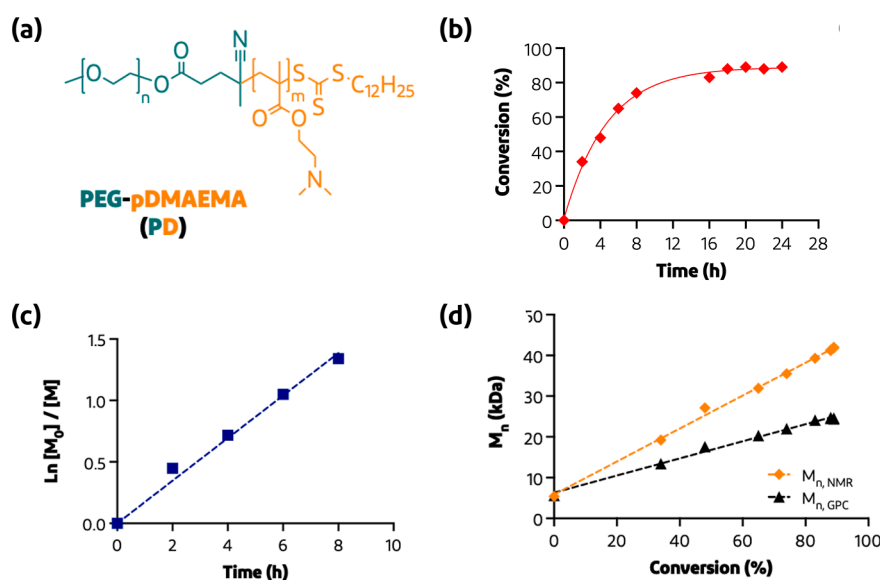 (a)
N
O
O
n
O
m
S
S
S
C12H25
O
O
N
PEG-pDMAEMA
(PD)
(b)
Conversion (%)
100
80
60
40
20
0
0 4 8 12 16 20 24 28
Time (h)
(c)
Ln [M0] / [M]
1.5
1.0
0.5
0.0
0 2 4 6 8 10
Time (h)
(d)
Mn (kDa)
50
40
30
20
10
0
0 20 40 60 80 100
Conversion (%)
Mn, NMR
Mn, GPC